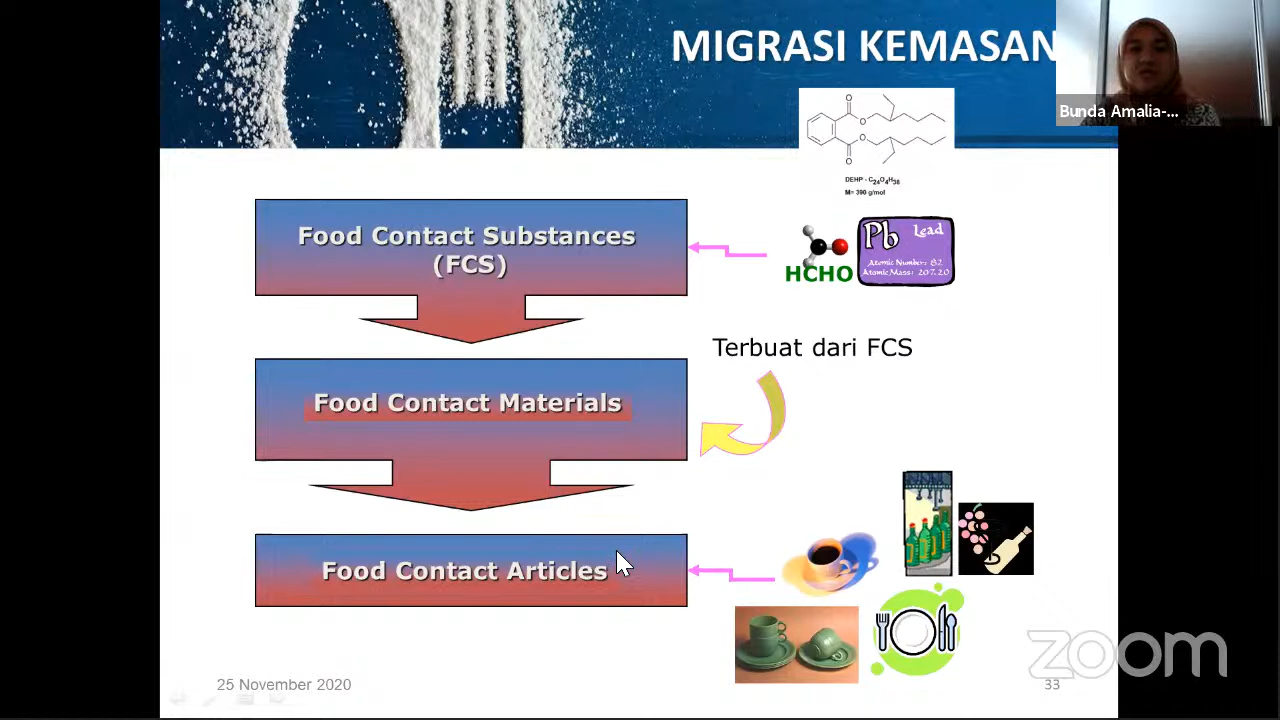 MIGRASI KEMASAN
Bunda Amalia-...
DEHP - C24O4H38
M= 390 g/mol
Food Contact Substances
(FCS)
HCHO
Pb Lead
Atomic Number: 82
Atomic Mass: 207.20
Terbuat dari FCS
Food Contact Materials
Food Contact Articles
zoom
25 November 2020
33